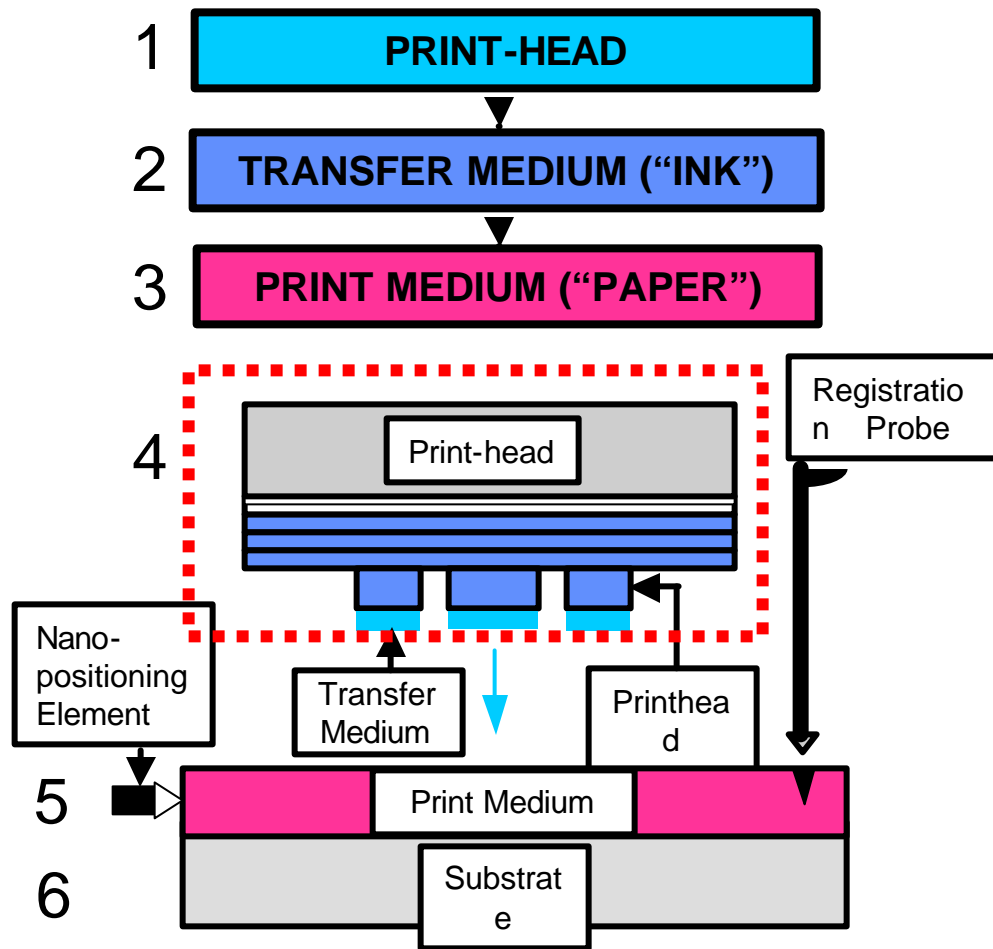 1
PRINT-HEAD
2
TRANSFER MEDIUM (“INK”)
3
PRINT MEDIUM (“PAPER”)
4
Print-head
Registratio
n Probe
Nano-
positioning
Element
Transfer
Medium
Printhea
d
5
Print Medium
6
Substrat
e